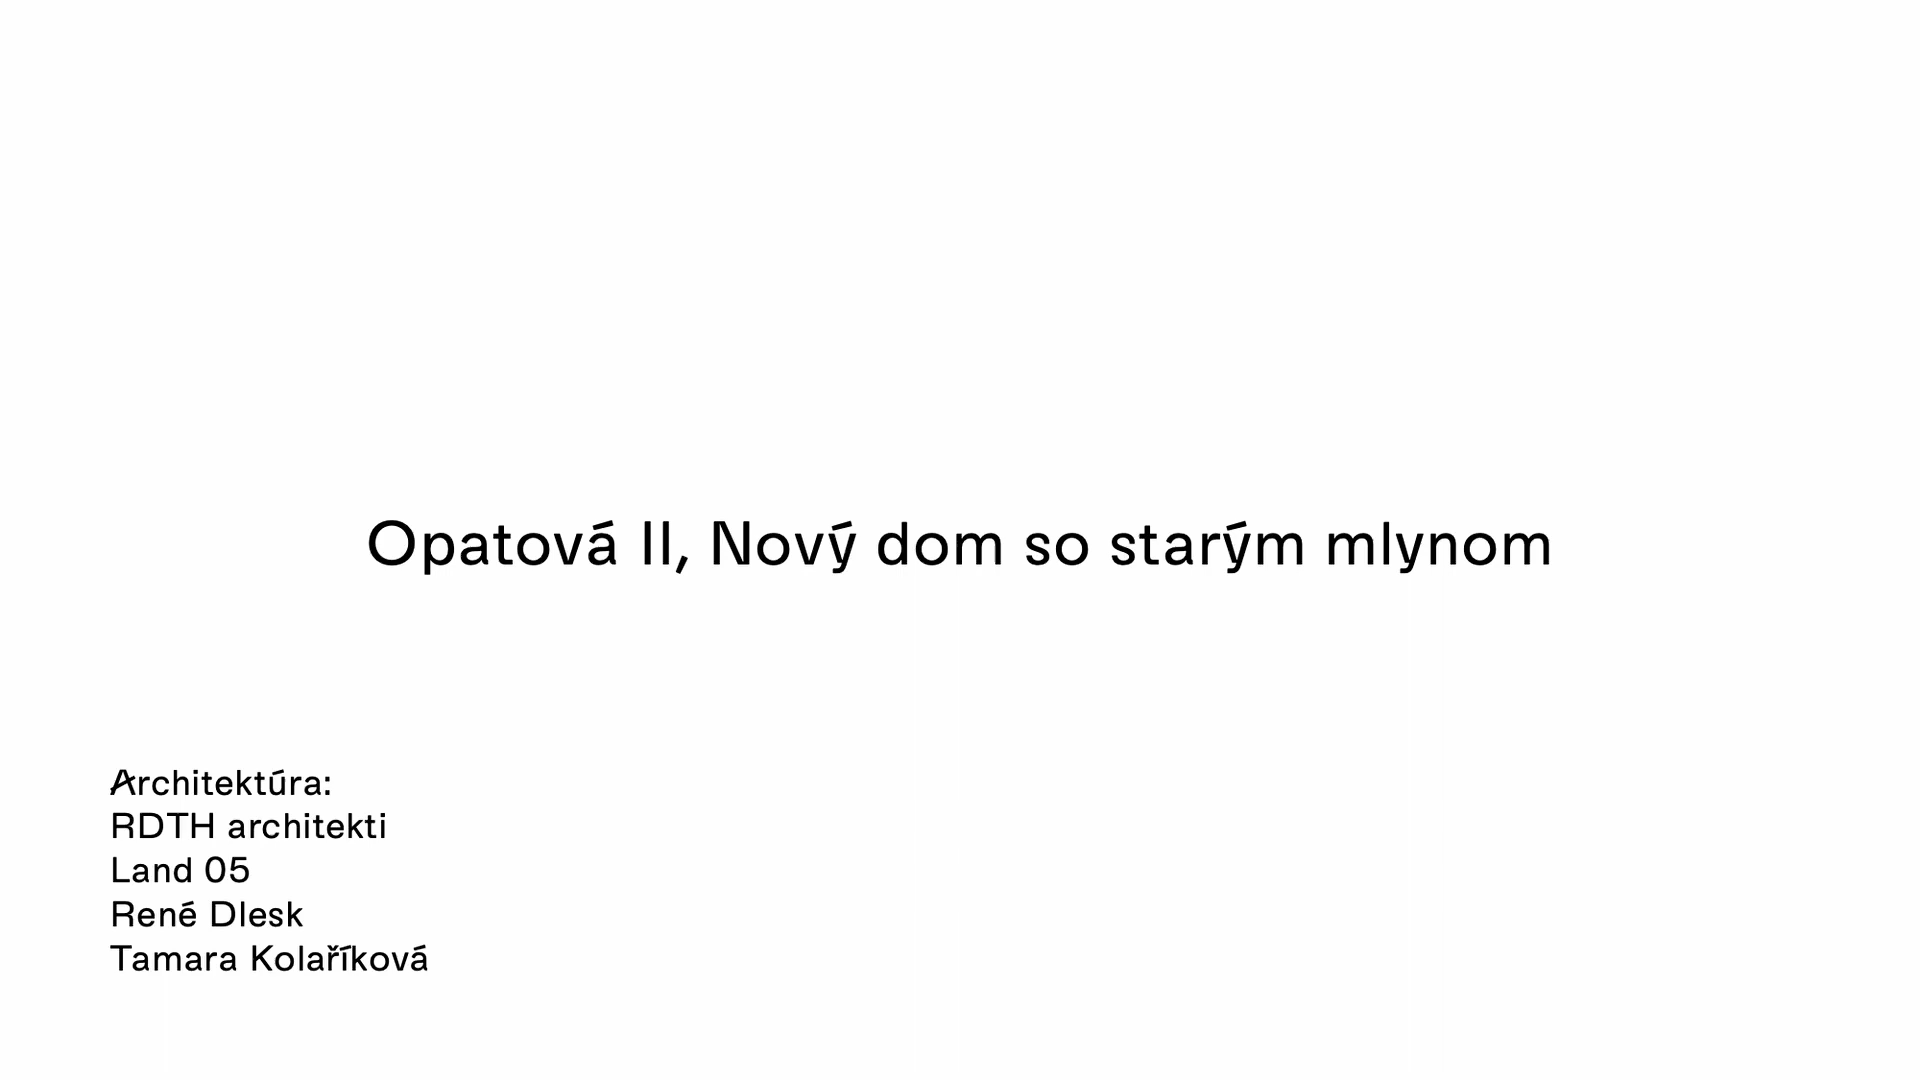 Opatová II, Nový dom so starým mlynom
Architektúra:
RDTH architekti
Land 05
René Dlesk
Tamara Kolaříková